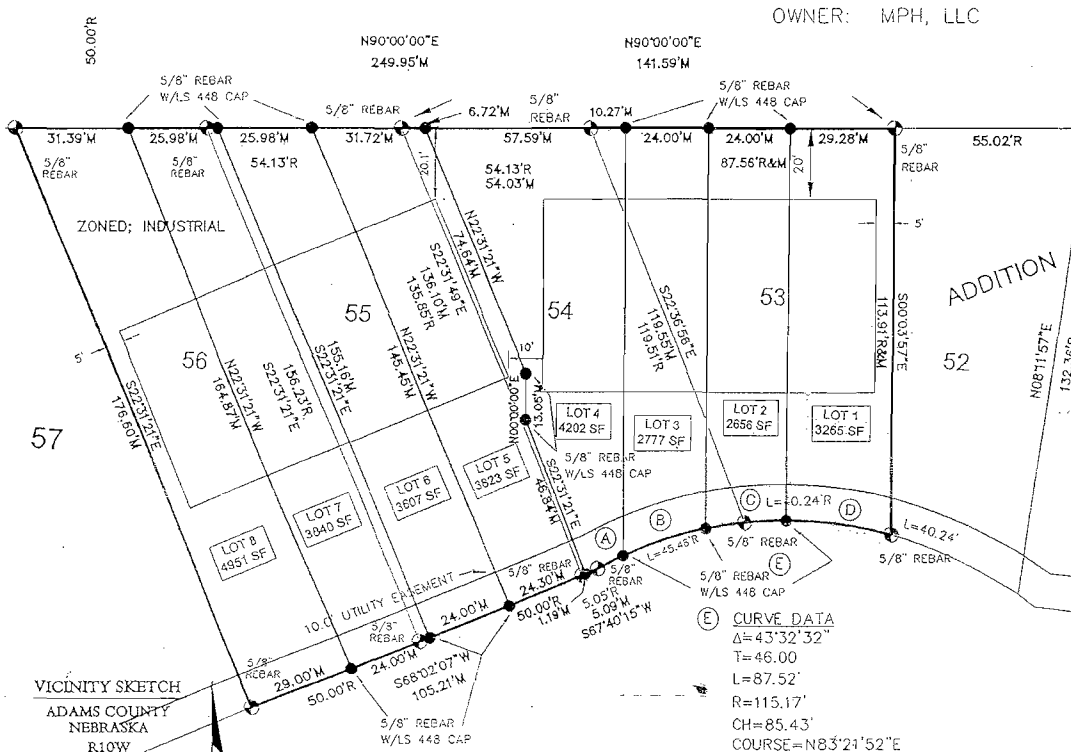 OWNER: MPH, LLC
50.00'R
N90°00'00"E
249.95'M
N90°00'00"E
141.59'M
5/8" REBAR
W/LS 448 CAP
5/8" REBAR
6.72'M
5/8"
REBAR
10.27'M
5/8" REBAR
W/LS 448 CAP
31.39'M
25.98'M
25.98'M
31.72'M
57.59'M
24.00'M
24.00'M
29.28'M
55.02'R
5/8"
REBAR
5/8"
REBAR
54.13'R
20.1'
54.13'R
54.03'M
87.56'R&M
20'
5/8"
REBAR
ZONED; INDUSTRIAL
5'
N22°31'21"W
74.64'M
S22°31'49"E
136.10'M
135.85'R
ADDITION
55
54
53
52
S22°36'56"E
119.55'M
119.51'R
S00°03'57"E
113.91'R&M
N08°11'57"E
132.36'R
5'
56
10'
N22°31'21"W
145.45'M
155.16'M
S22°31'21"E
156.23'R
S22°31'21"E
N22°31'21"W
164.87'M
S22°31'21"E
176.60'M
N00°00'00"E
13.05'M
57
LOT 4
4202 SF
LOT 3
2777 SF
LOT 2
2656 SF
LOT 1
3265 SF
5/8" REBAR
W/LS 448 CAP
LOT 5
3623 SF
LOT 6
3607 SF
LOT 7
3840 SF
LOT 8
4951 SF
S22°31'21"E
46.84'M
A
B
C
L=40.24'R
D
L=40.24'
L=45.46'R
5/8" REBAR
5/8" REBAR
5/8" REBAR
W/LS 448 CAP
E
10.0' UTILITY EASEMENT
5/8" REBAR
5/8"
REBAR
24.30'M
50.00'R
1.19'M
5.05'R
5.09'M
S67°40'15"W
24.00'M
5/8"
REBAR
S68°02'07"W
105.21'M
24.00'M
5/8"
REBAR
29.00'M
50.00'R
5/8" REBAR
W/LS 448 CAP
E CURVE DATA
Δ=43°32'32"
T=46.00
L=87.52'
R=115.17'
CH=85.43'
COURSE=N83°21'52"E
VICINITY SKETCH
ADAMS COUNTY
NEBRASKA
R10W